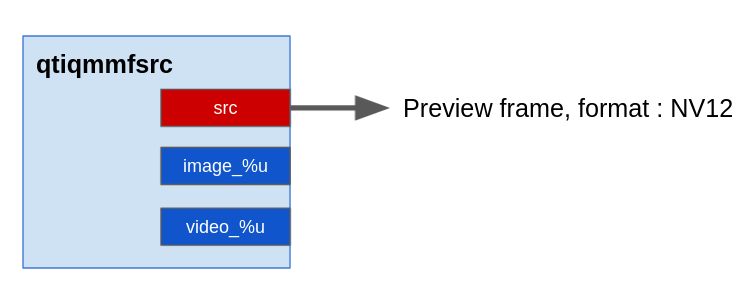 qtiqmmfsrc
src
Preview frame, format : NV12
image_%u
video_%u